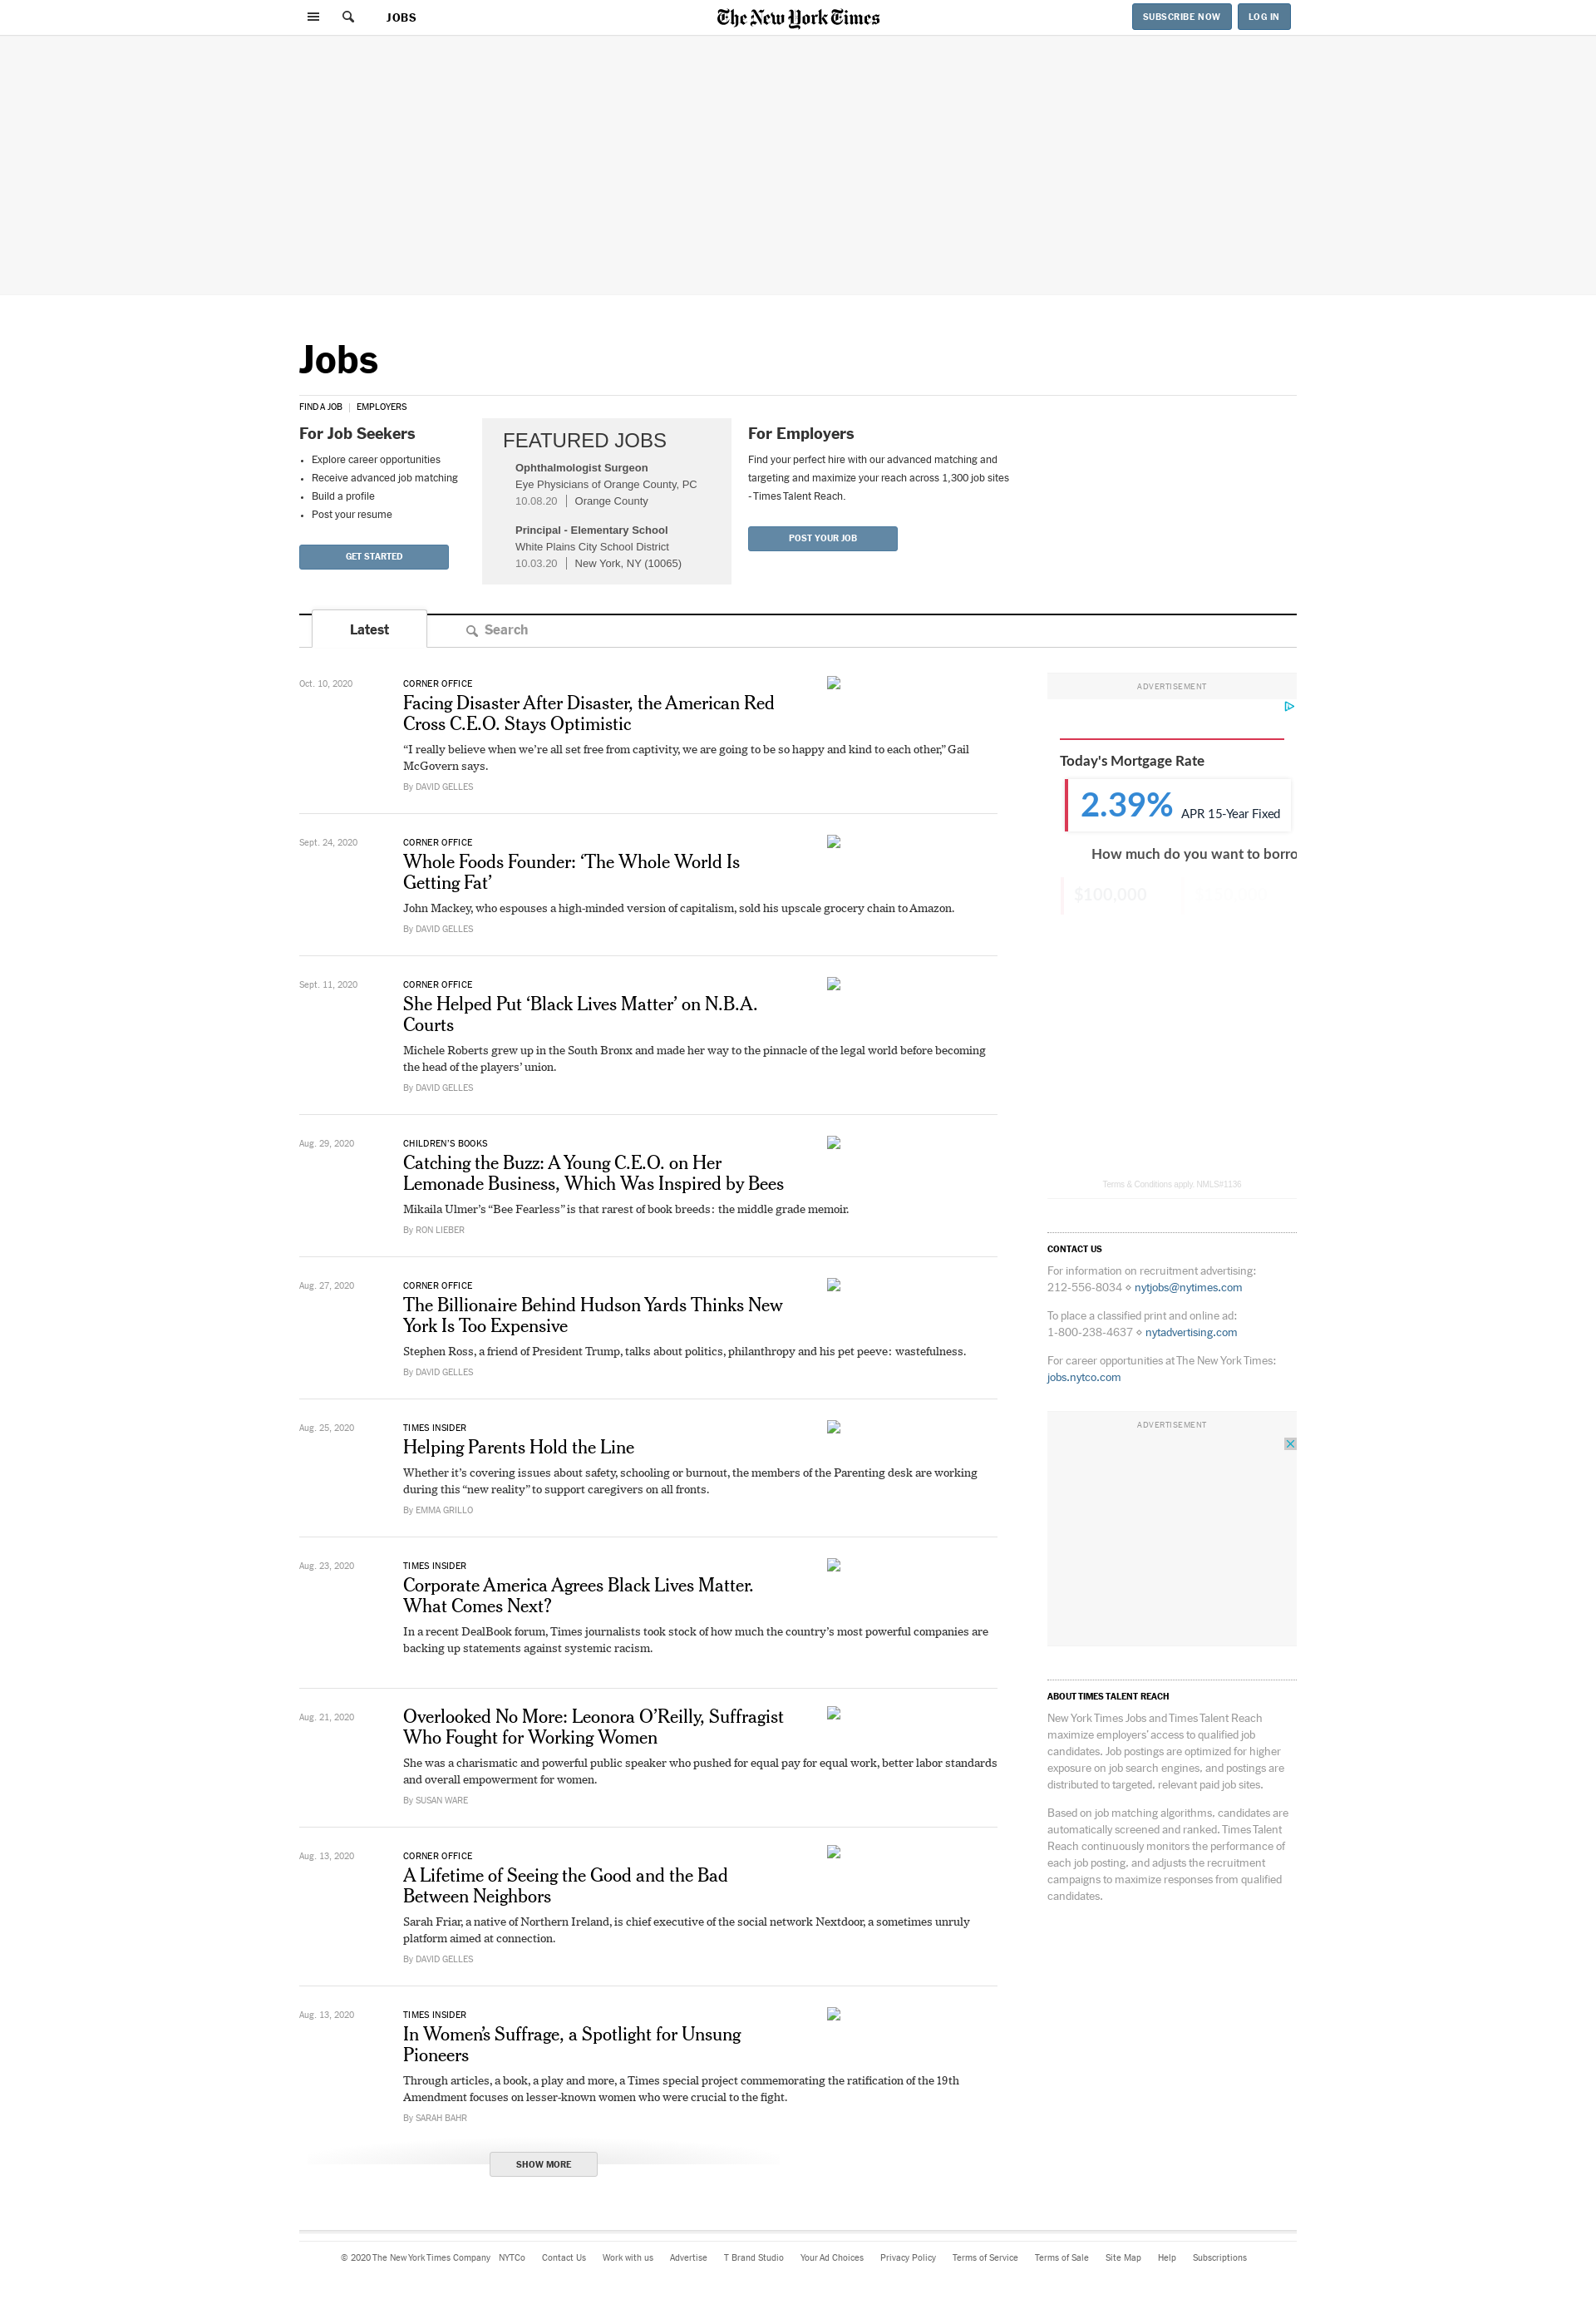 JOBS
The New York Times
SUBSCRIBE NOW
LOG IN
Jobs
FIND A JOB | EMPLOYERS
For Job Seekers
• Explore career opportunities
• Receive advanced job matching
• Build a profile
• Post your resume
GET STARTED
FEATURED JOBS
Ophthalmologist Surgeon
Eye Physicians of Orange County, PC
10.08.20 | Orange County
Principal - Elementary School
White Plains City School District
10.03.20 | New York, NY (10065)
For Employers
Find your perfect hire with our advanced matching and
targeting and maximize your reach across 1,300 job sites
- Times Talent Reach.
POST YOUR JOB
Latest
Search
Oct. 10, 2020
CORNER OFFICE
Facing Disaster After Disaster, the American Red
Cross C.E.O. Stays Optimistic
“I really believe when we’re all set free from captivity, we are going to be so happy and kind to each other,” Gail
McGovern says.
By DAVID GELLES
Sept. 24, 2020
CORNER OFFICE
Whole Foods Founder: ‘The Whole World Is
Getting Fat’
John Mackey, who espouses a high-minded version of capitalism, sold his upscale grocery chain to Amazon.
By DAVID GELLES
Sept. 11, 2020
CORNER OFFICE
She Helped Put ‘Black Lives Matter’ on N.B.A.
Courts
Michele Roberts grew up in the South Bronx and made her way to the pinnacle of the legal world before becoming
the head of the players’ union.
By DAVID GELLES
Aug. 29, 2020
CHILDREN’S BOOKS
Catching the Buzz: A Young C.E.O. on Her
Lemonade Business, Which Was Inspired by Bees
Mikaila Ulmer’s “Bee Fearless” is that rarest of book breeds: the middle grade memoir.
By RON LIEBER
Aug. 27, 2020
CORNER OFFICE
The Billionaire Behind Hudson Yards Thinks New
York Is Too Expensive
Stephen Ross, a friend of President Trump, talks about politics, philanthropy and his pet peeve: wastefulness.
By DAVID GELLES
Aug. 25, 2020
TIMES INSIDER
Helping Parents Hold the Line
Whether it’s covering issues about safety, schooling or burnout, the members of the Parenting desk are working
during this “new reality” to support caregivers on all fronts.
By EMMA GRILLO
Aug. 23, 2020
TIMES INSIDER
Corporate America Agrees Black Lives Matter.
What Comes Next?
In a recent DealBook forum, Times journalists took stock of how much the country’s most powerful companies are
backing up statements against systemic racism.
Aug. 21, 2020
Overlooked No More: Leonora O’Reilly, Suffragist
Who Fought for Working Women
She was a charismatic and powerful public speaker who pushed for equal pay for equal work, better labor standards
and overall empowerment for women.
By SUSAN WARE
Aug. 13, 2020
CORNER OFFICE
A Lifetime of Seeing the Good and the Bad
Between Neighbors
Sarah Friar, a native of Northern Ireland, is chief executive of the social network Nextdoor, a sometimes unruly
platform aimed at connection.
By DAVID GELLES
Aug. 13, 2020
TIMES INSIDER
In Women’s Suffrage, a Spotlight for Unsung
Pioneers
Through articles, a book, a play and more, a Times special project commemorating the ratification of the 19th
Amendment focuses on lesser-known women who were crucial to the fight.
By SARAH BAHR
SHOW MORE
ADVERTISEMENT
Today's Mortgage Rate
2.39% APR 15-Year Fixed
How much do you want to borro
$100,000
Terms & Conditions apply. NMLS#1136
CONTACT US
For information on recruitment advertising:
212-556-8034 ⋄ nytjobs@nytimes.com
To place a classified print and online ad:
1-800-238-4637 ⋄ nytadvertising.com
For career opportunities at The New York Times:
jobs.nytco.com
ADVERTISEMENT
ABOUT TIMES TALENT REACH
New York Times Jobs and Times Talent Reach
maximize employers’ access to qualified job
candidates. Job postings are optimized for higher
exposure on job search engines, and postings are
distributed to targeted, relevant paid job sites.
Based on job matching algorithms, candidates are
automatically screened and ranked. Times Talent
Reach continuously monitors the performance of
each job posting, and adjusts the recruitment
campaigns to maximize responses from qualified
candidates.
© 2020 The New York Times Company NYTCo Contact Us Work with us Advertise T Brand Studio Your Ad Choices Privacy Policy Terms of Service Terms of Sale Site Map Help Subscriptions